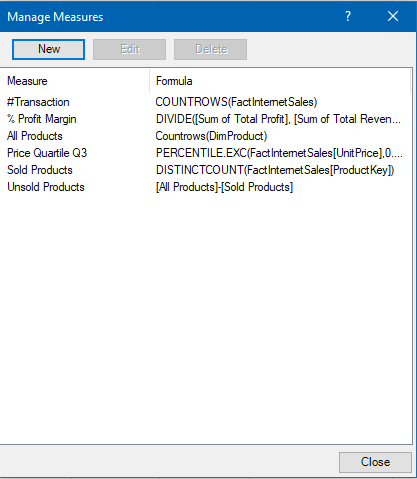 Manage Measures ? ×
New Edit Delete
Measure Formula
#Transaction COUNTROWS(FactInternetSales)
% Profit Margin DIVIDE([Sum of Total Profit], [Sum of Total Reven...
All Products Countrows(DimProduct)
Price Quartile Q3 PERCENTILE.EXC(FactInternetSales[UnitPrice],0....
Sold Products DISTINCTCOUNT(FactInternetSales[ProductKey])
Unsold Products [All Products]-[Sold Products]
Close